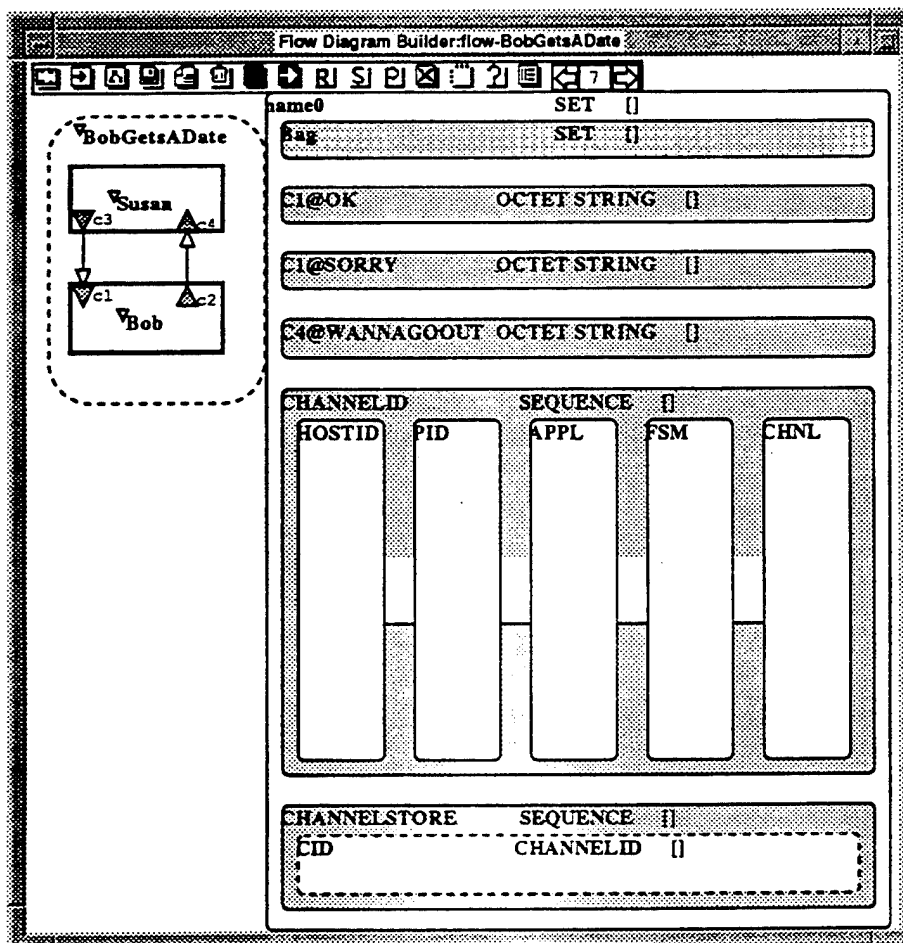 Flow Diagram Builder:flow-BobGetsADate
R S P ? 7
name0 SET []
Bag SET []
BobGetsADate
Susan
c3 c4
c1 c2
Bob
C1@OK OCTET STRING []
C1@SORRY OCTET STRING []
C4@WANNAGOOUT OCTET STRING []
CHANNELID SEQUENCE []
HOSTID PID APPL FSM CHNL
CHANNELSTORE SEQUENCE []
CID CHANNELID []